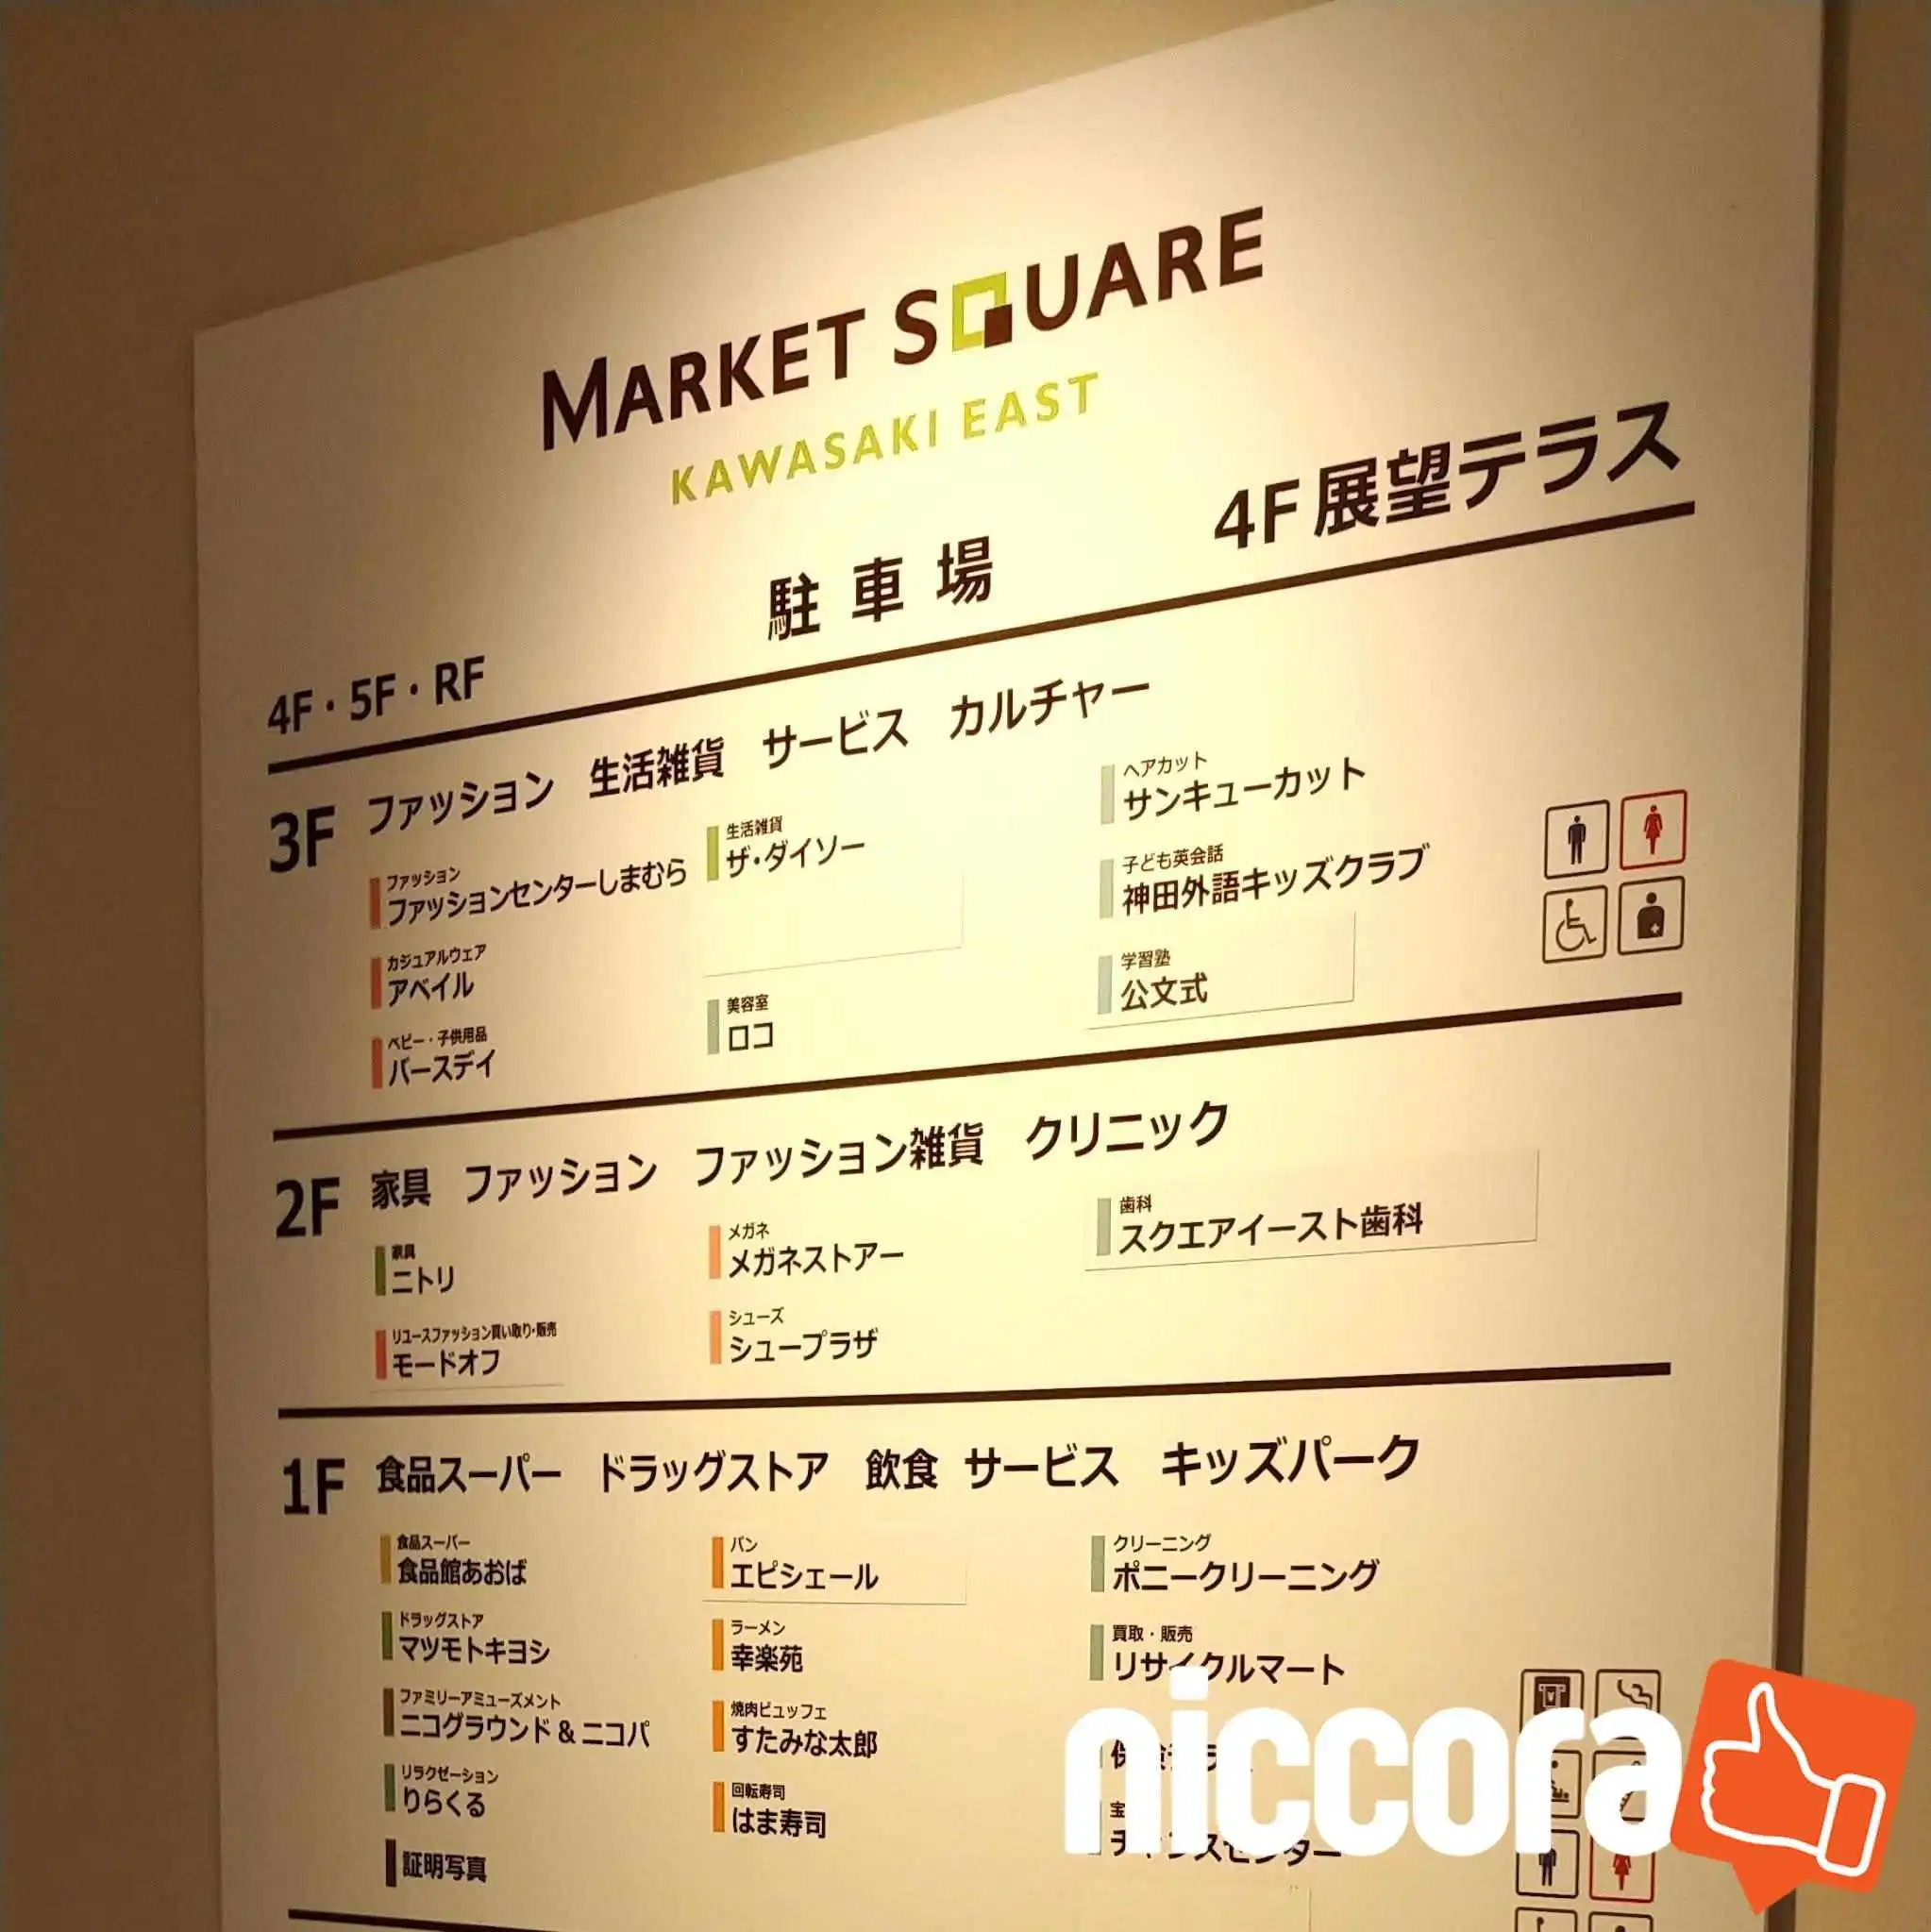 MARKET SQUARE
KAWASAKI EAST
4F・5F・RF 駐車場 4F展望テラス
3F ファッション 生活雑貨 サービス カルチャー
ファッション
ファッションセンターしまむら
カジュアルウェア
アベイル
ベビー・子供用品
バースデイ
生活雑貨
ザ・ダイソー
美容室
ロコ
ヘアカット
サンキューカット
子ども英会話
神田外語キッズクラブ
学習塾
公文式
2F 家具 ファッション ファッション雑貨 クリニック
家具
ニトリ
リユースファッション買い取り・販売
モードオフ
メガネ
メガネストアー
シューズ
シュープラザ
歯科
スクエアイースト歯科
1F 食品スーパー ドラッグストア 飲食 サービス キッズパーク
食品スーパー
食品館あおば
ドラッグストア
マツモトキヨシ
ファミリーアミューズメント
ニコグラウンド&ニコパ
リラクゼーション
りらくる
証明写真
パン
エピシェール
ラーメン
幸楽苑
焼肉ビュッフェ
すたみな太郎
回転寿司
はま寿司
クリーニング
ポニークリーニング
買取・販売
リサイクルマート
チャンスセンター
niccora